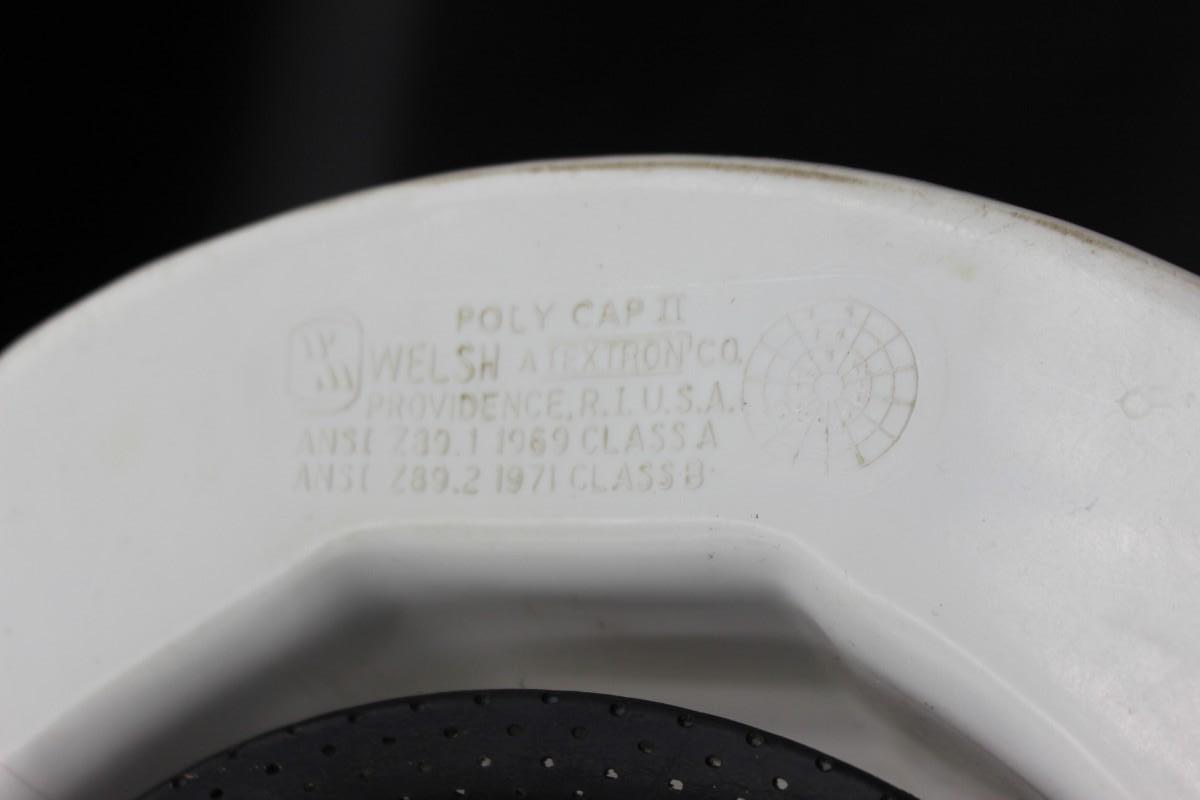 POLY CAP II
WELSH A TEXTRON CO.
PROVIDENCE, R.I. U.S.A.
ANSI Z89.1 1969 CLASS A
ANSI Z89.2 1971 CLASS B